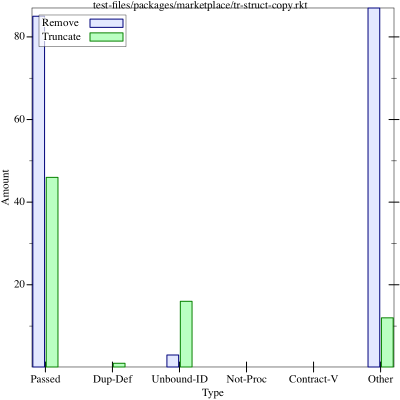 test-files/packages/marketplace/tr-struct-copy.rkt
Remove
Truncate
80
60
40
20
Amount
Passed Dup-Def Unbound-ID Not-Proc Contract-V Other
Type